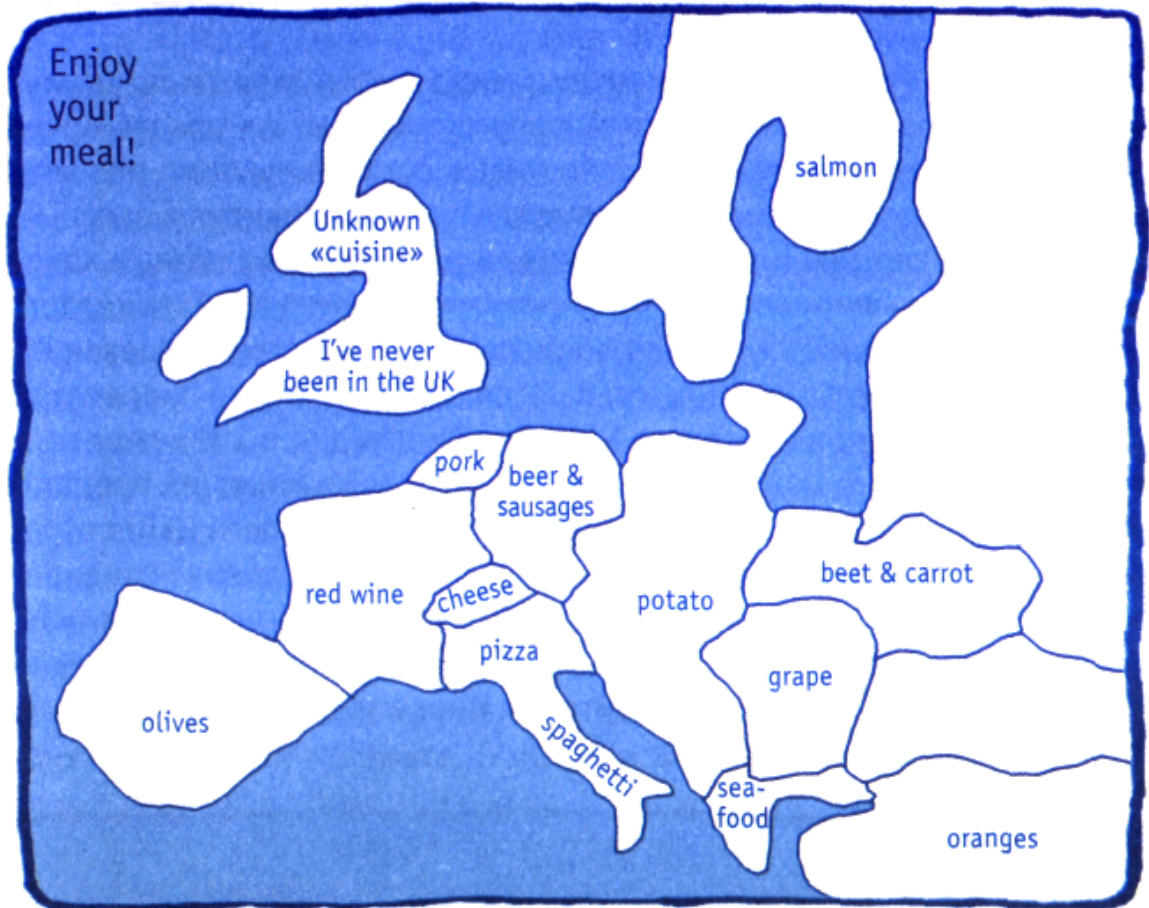 Enjoy
your
meal!
salmon
Unknown
«cuisine»
I've never
been in the UK
pork
beer &
sausages
beet & carrot
red wine
cheese
potato
pizza
grape
olives
spaghetti
sea-
food
oranges